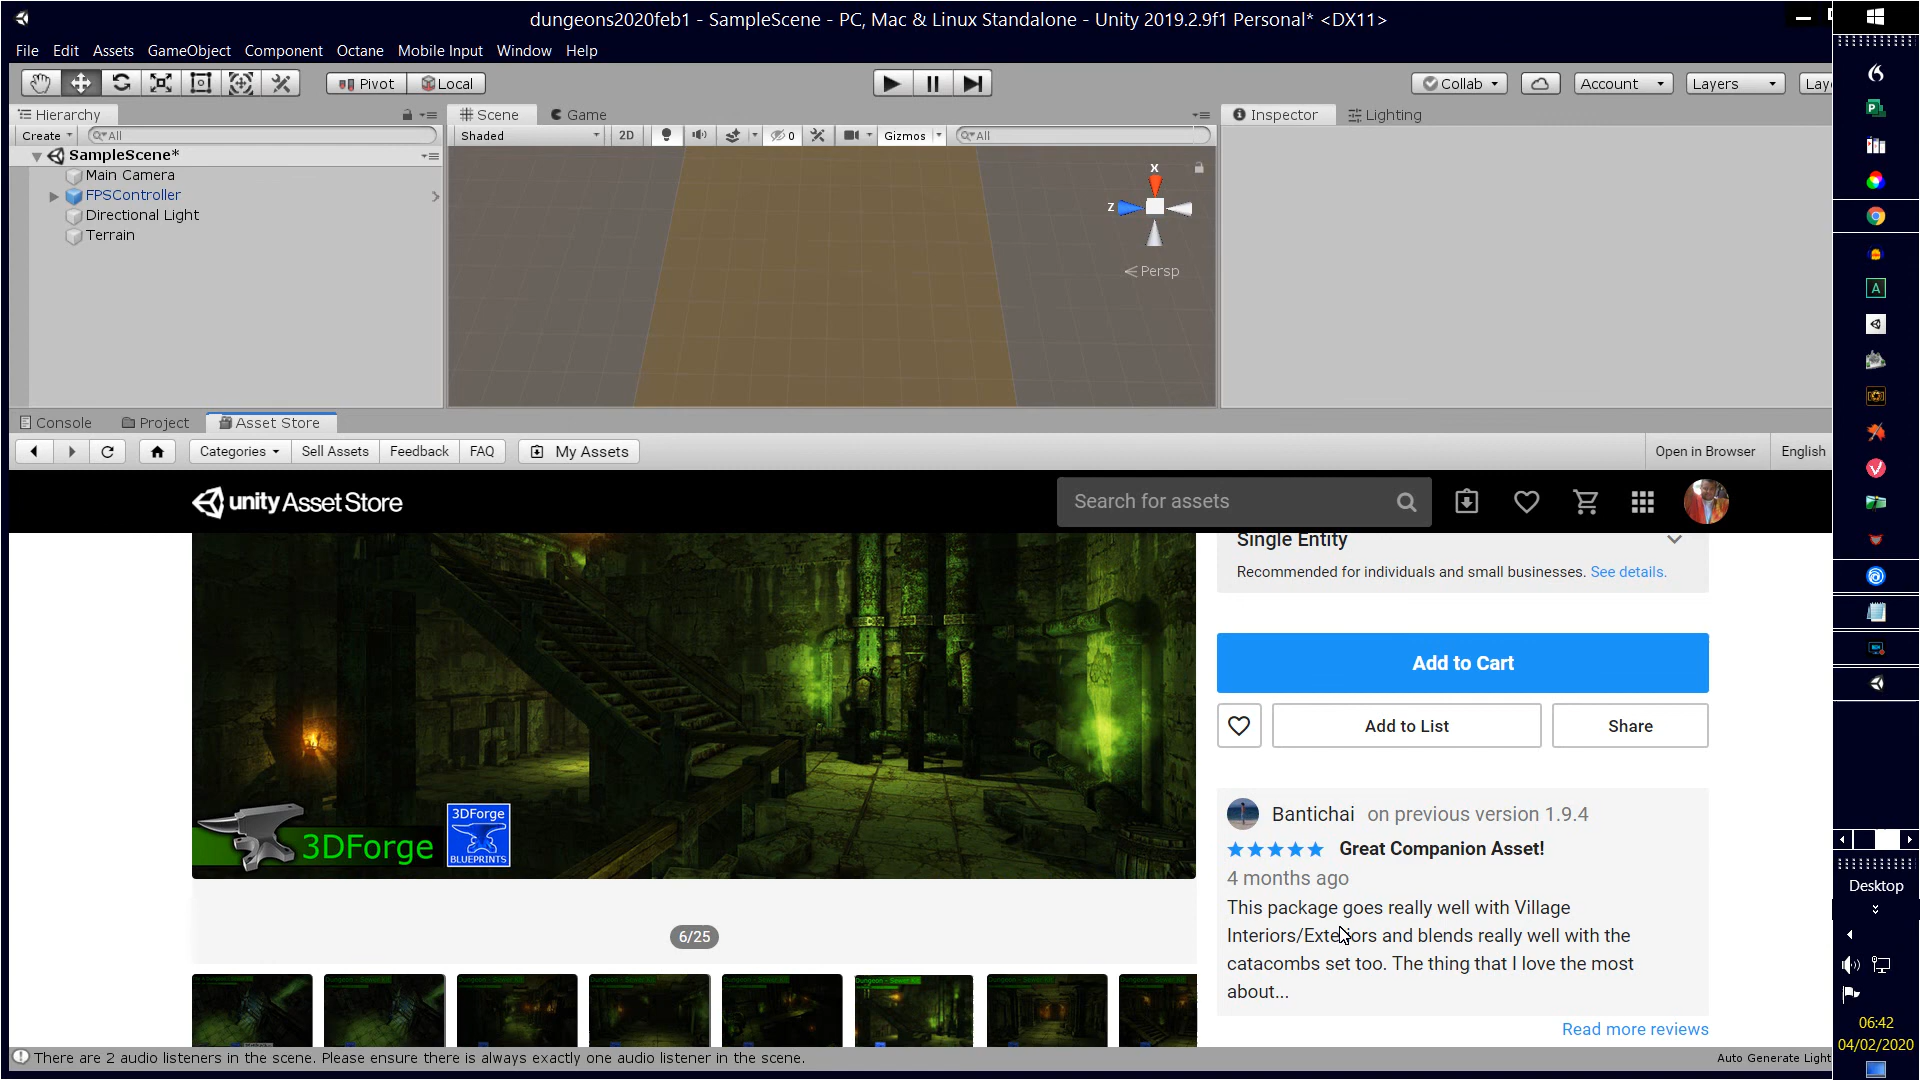 dungeons2020feb1 - SampleScene - PC, Mac & Linux Standalone - Unity 2019.2.9f1 Personal* <DX11>
File Edit Assets GameObject Component Octane Mobile Input Window Help
Pivot Local Collab Account Layers Lay
Hierarchy Scene Game Inspector Lighting
Create All Shaded 2D 0 Gizmos All
SampleScene*
Main Camera
FPSController
Directional Light
Terrain
x
z
Persp
Console Project Asset Store
Categories Sell Assets Feedback FAQ My Assets Open in Browser English
unity Asset Store Search for assets
Single Entity
Recommended for individuals and small businesses. See details.
Add to Cart
Add to List Share
3DForge
3DForge
BLUEPRINTS
6/25
Bantichai on previous version 1.9.4
Great Companion Asset!
4 months ago
This package goes really well with Village
Interiors/Exteriors and blends really well with the
catacombs set too. The thing that I love the most
about...
Read more reviews
There are 2 audio listeners in the scene. Please ensure there is always exactly one audio listener in the scene.
Auto Generate Light
Desktop
06:42
04/02/2020